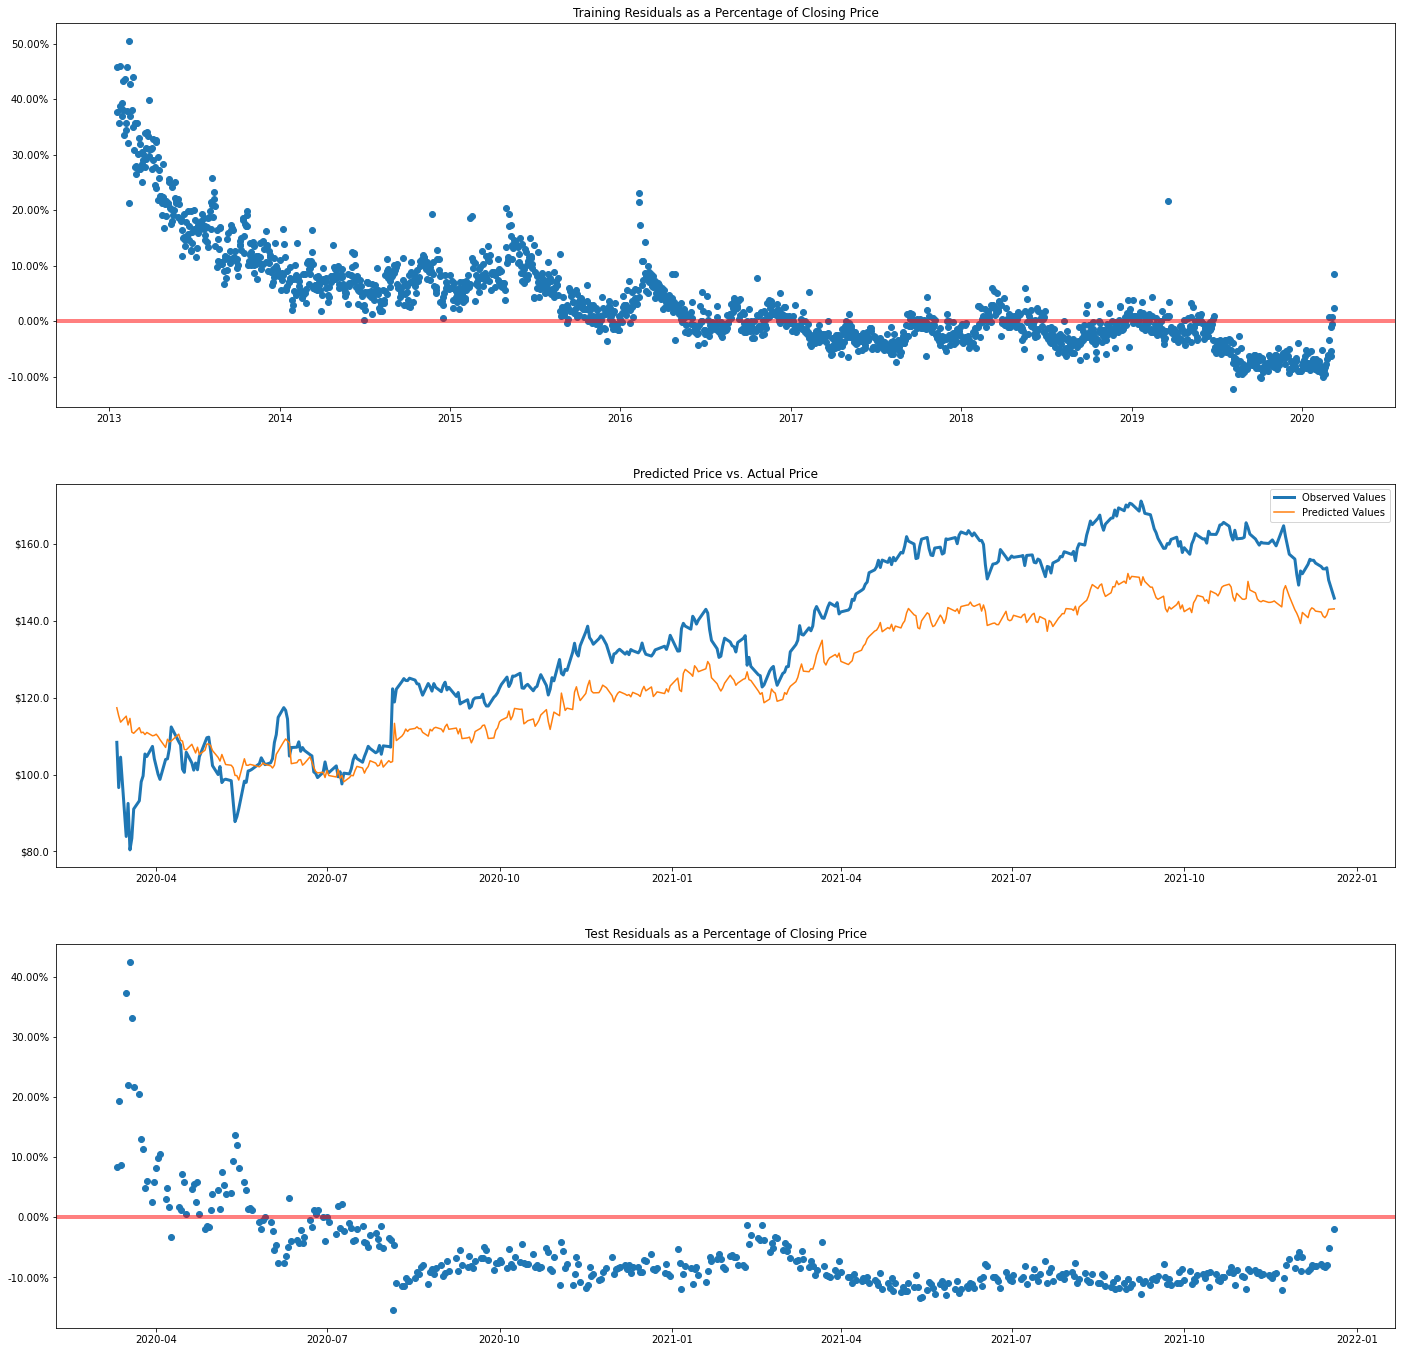 Training Residuals as a Percentage of Closing Price
50.00%
40.00%
30.00%
20.00%
10.00%
0.00%
-10.00%
2013 2014 2015 2016 2017 2018 2019 2020
Predicted Price vs. Actual Price
Observed Values
Predicted Values
$160.0
$140.0
$120.0
$100.0
$80.0
2020-04 2020-07 2020-10 2021-01 2021-04 2021-07 2021-10 2022-01
Test Residuals as a Percentage of Closing Price
40.00%
30.00%
20.00%
10.00%
0.00%
-10.00%
2020-04 2020-07 2020-10 2021-01 2021-04 2021-07 2021-10 2022-01